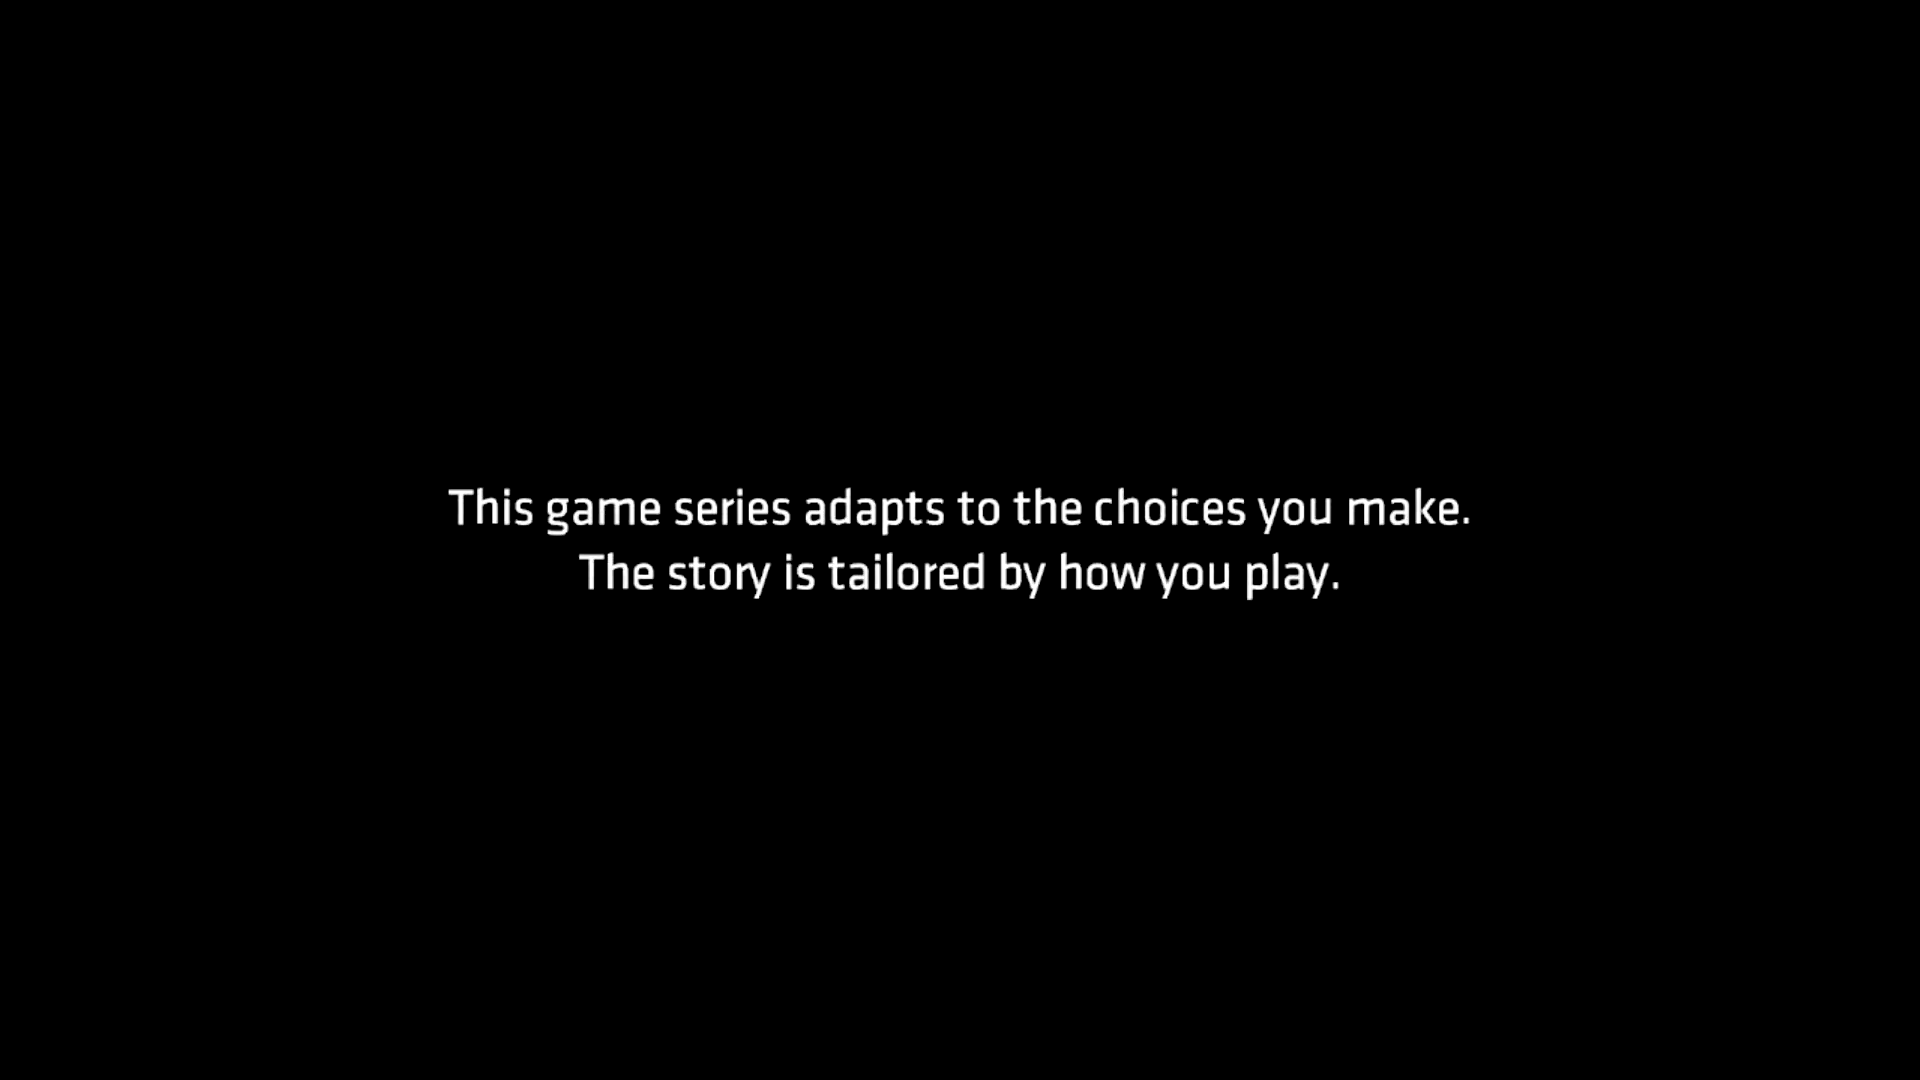 This game series adapts to the choices you make.
The story is tailored by how you play.